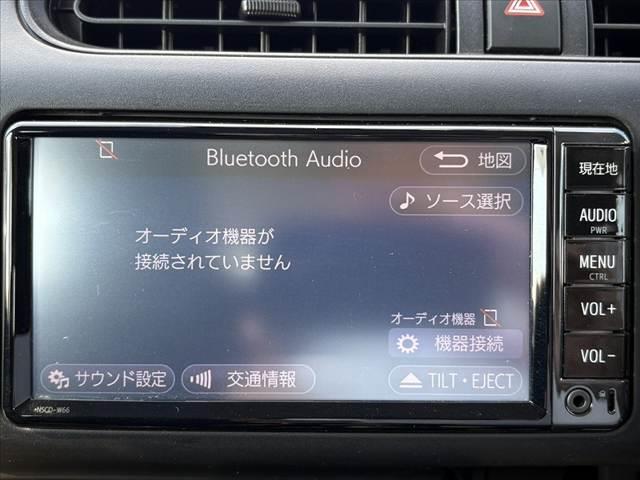 Bluetooth Audio
地図
現在地
ソース選択
AUDIO
PWR
オーディオ機器が
接続されていません
MENU
CTRL
VOL+
オーディオ機器
機器接続
VOL-
サウンド設定
交通情報
TILT・EJECT
NSCD-W66